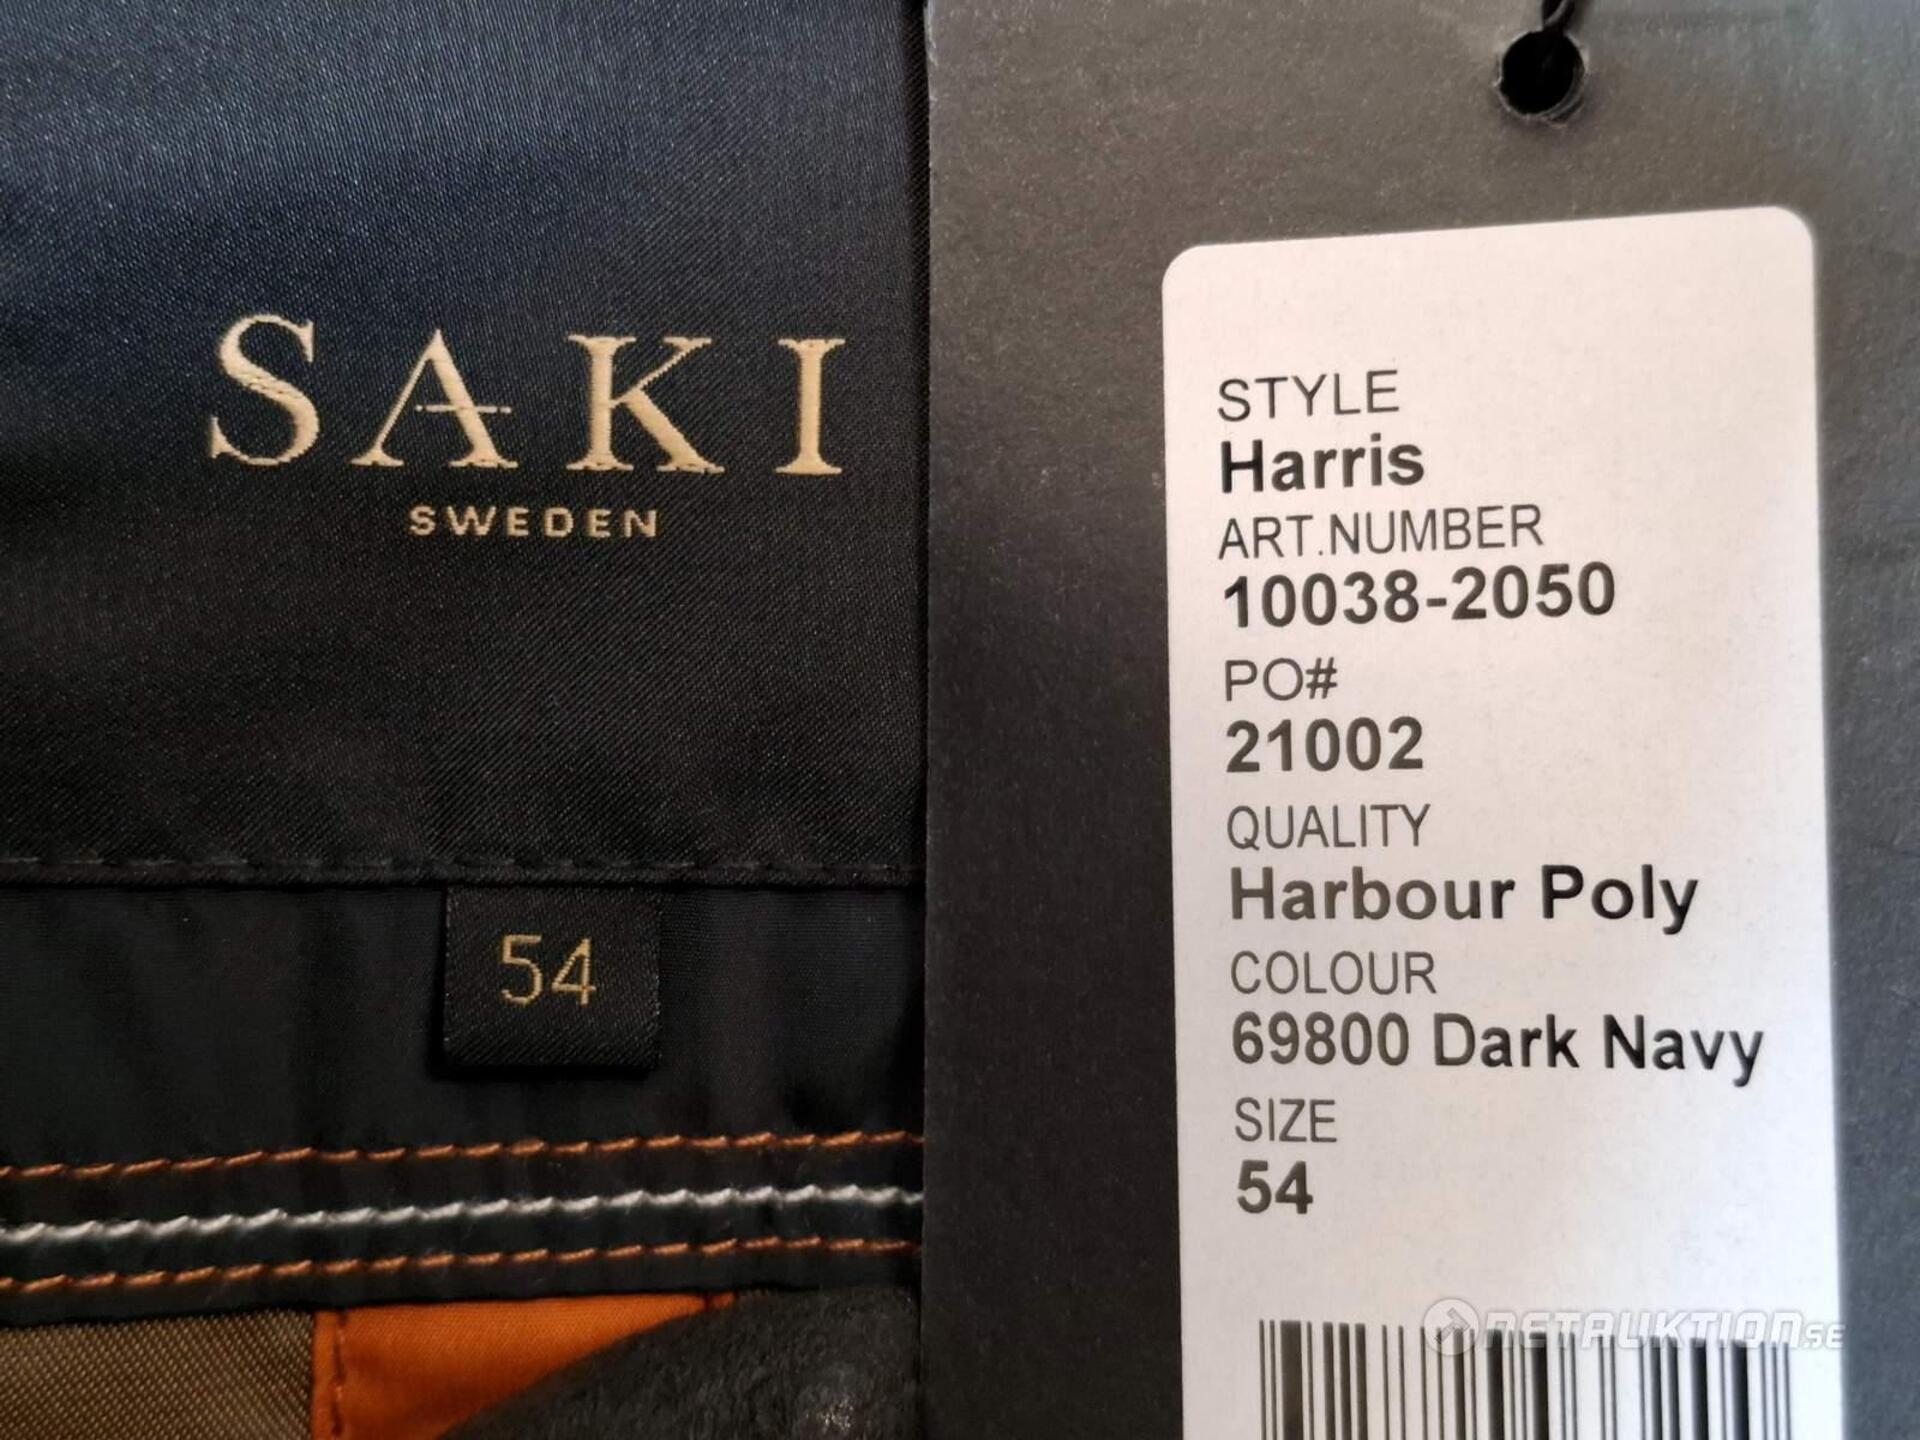 SAKI
SWEDEN
54
STYLE
Harris
ART.NUMBER
10038-2050
PO#
21002
QUALITY
Harbour Poly
COLOUR
69800 Dark Navy
SIZE
54
NETAUKTION.SE